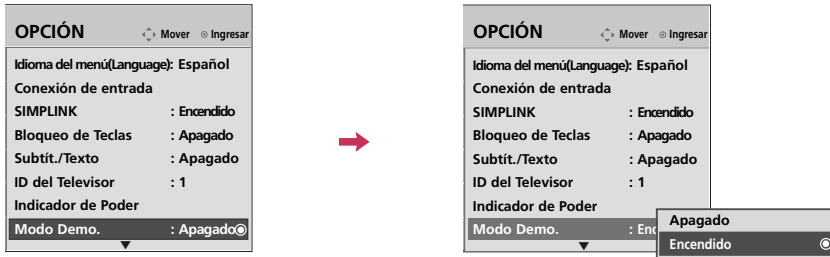 OPCIÓN Mover Ingresar
Idioma del menú(Language): Español
Conexión de entrada
SIMPLINK : Encendido
Bloqueo de Teclas : Apagado
Subtít./Texto : Apagado
ID del Televisor : 1
Indicador de Poder
Modo Demo. : Apagado
OPCIÓN Mover Ingresar
Idioma del menú(Language): Español
Conexión de entrada
SIMPLINK : Encendido
Bloqueo de Teclas : Apagado
Subtít./Texto : Apagado
ID del Televisor : 1
Indicador de Poder
Modo Demo. : Enc
Apagado
Encendido